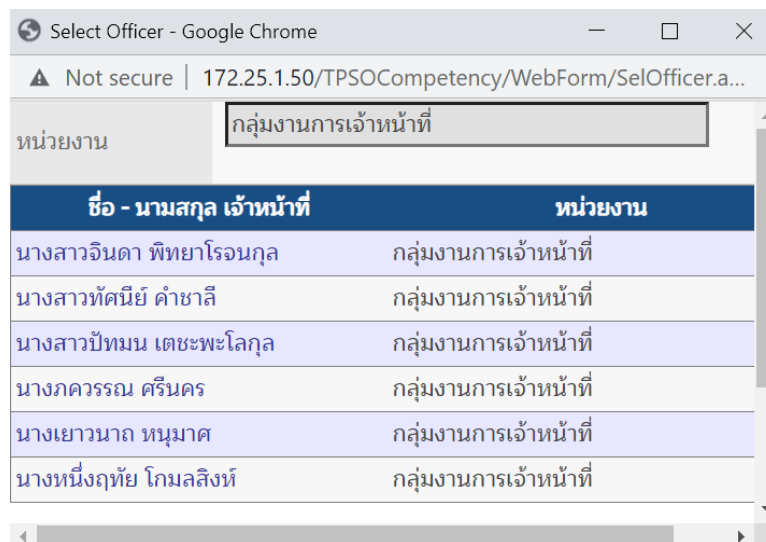 Select Officer - Google Chrome
Not secure | 172.25.1.50/TPSOCompetency/WebForm/SelOfficer.a...
หน่วยงาน กลุ่มงานการเจ้าหน้าที่
ชื่อ - นามสกุล เจ้าหน้าที่ หน่วยงาน
นางสาวจินดา พิทยาโรจนกุล กลุ่มงานการเจ้าหน้าที่
นางสาวทัศนีย์ คำชาลี กลุ่มงานการเจ้าหน้าที่
นางสาวปัทมน เตชะพะโลกุล กลุ่มงานการเจ้าหน้าที่
นางภควรรณ ศรีนคร กลุ่มงานการเจ้าหน้าที่
นางเยาวนาถ หนุมาศ กลุ่มงานการเจ้าหน้าที่
นางหนึ่งฤทัย โกมลสิงห์ กลุ่มงานการเจ้าหน้าที่